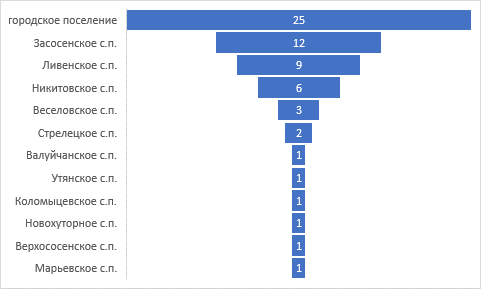 городское поселение 25
Засосенское с.п. 12
Ливенское с.п. 9
Никитовское с.п. 6
Веселовское с.п. 3
Стрелецкое с.п. 2
Валуйчанское с.п. 1
Утянское с.п. 1
Коломыцевское с.п. 1
Новохуторное с.п. 1
Верхососенское с.п. 1
Марьевское с.п. 1